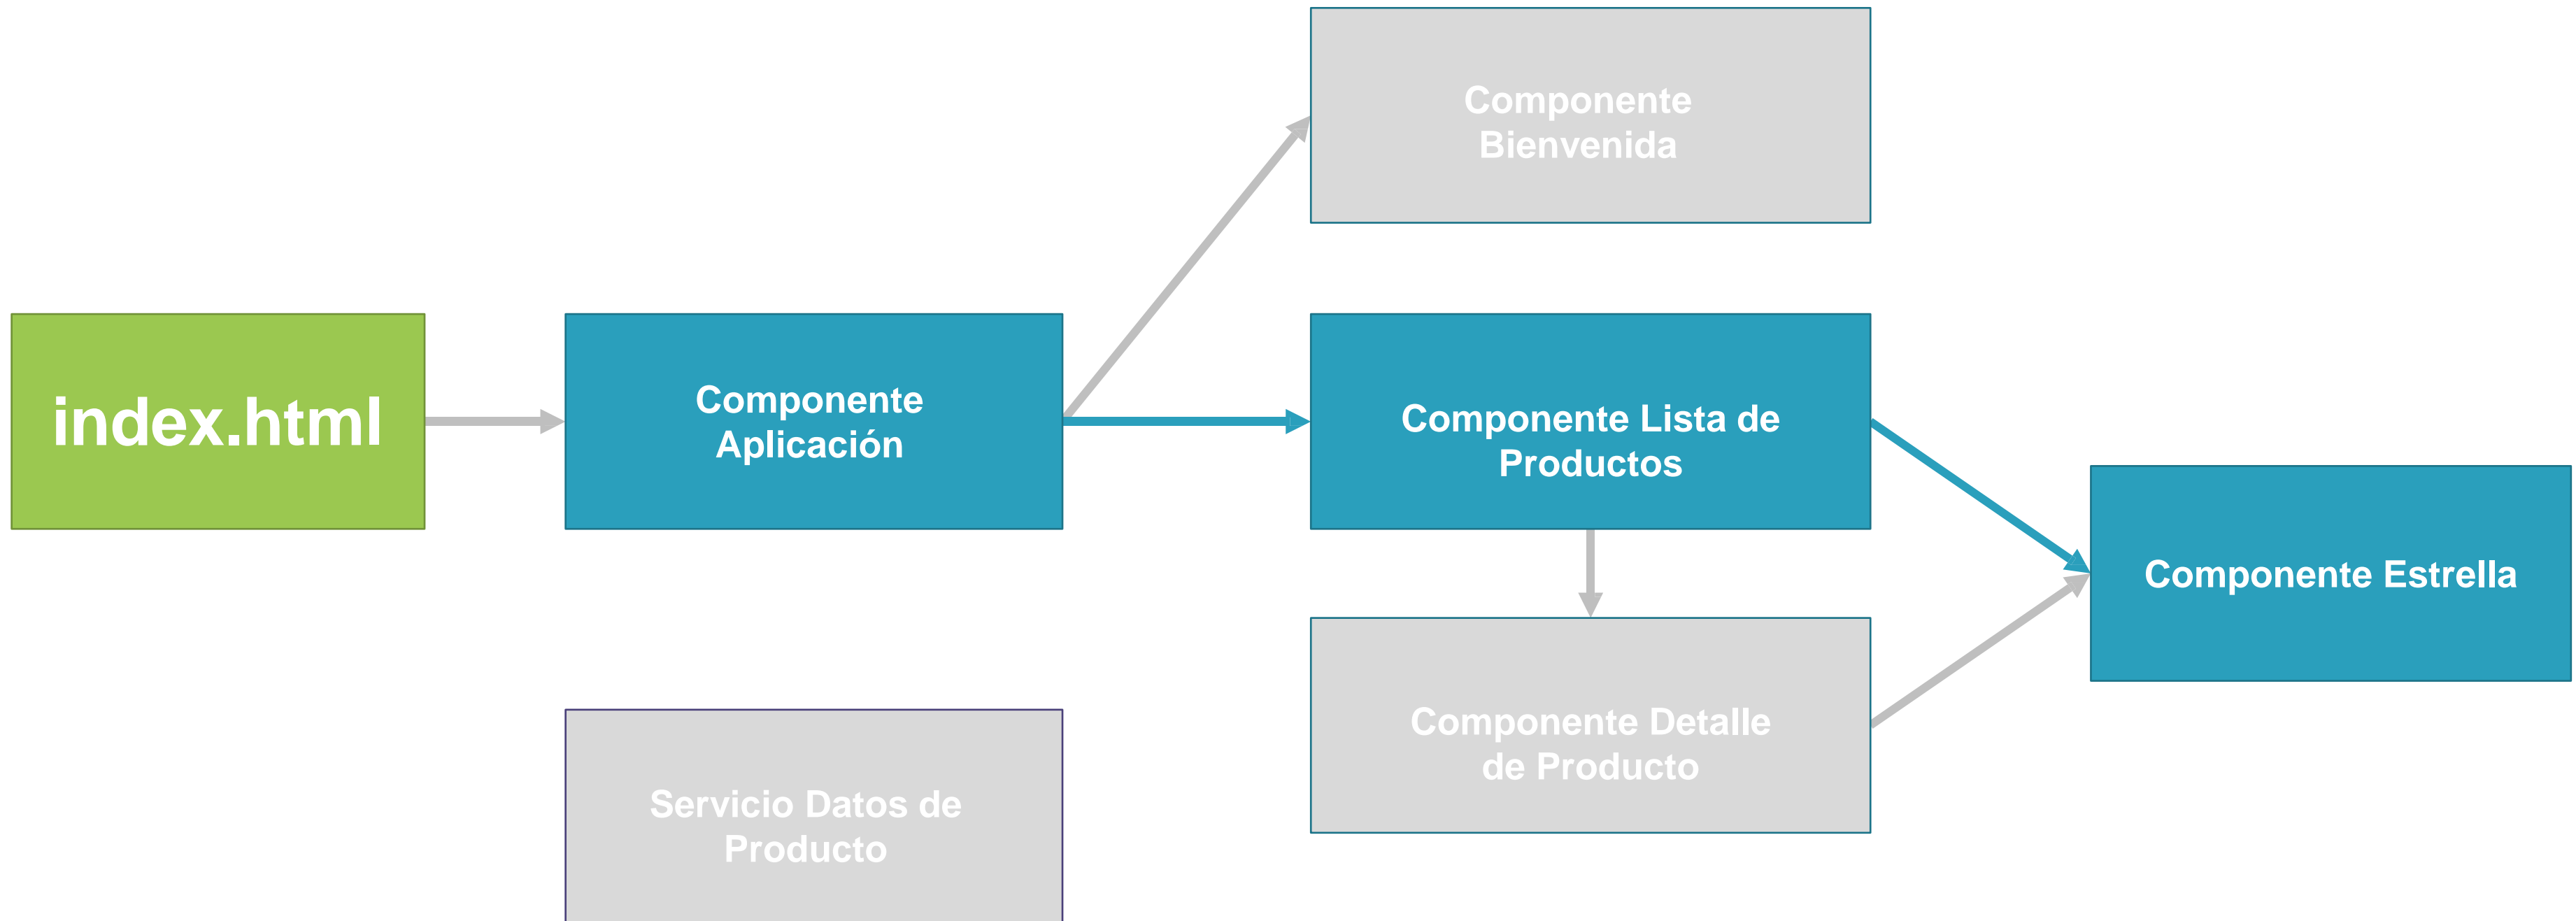 Componente
Bienvenida
index.html
Componente
Aplicación
Componente Lista de
Productos
Componente Estrella
Componente Detalle
de Producto
Servicio Datos de
Producto